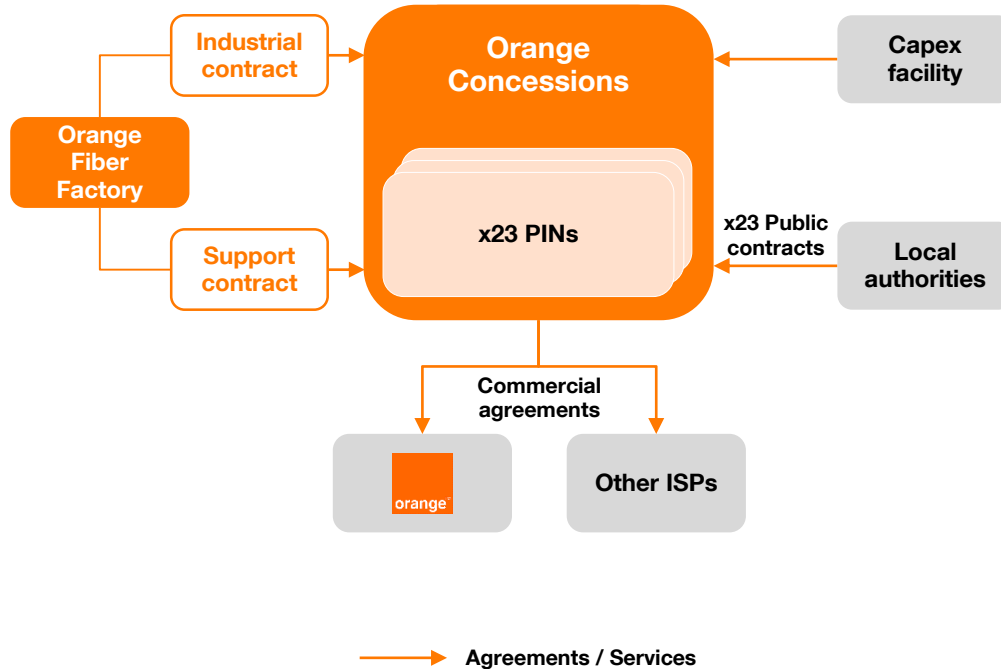 Industrial
contract
Orange
Concessions
Capex
facility
Orange
Fiber
Factory
x23 PINs
x23 Public
contracts
Support
contract
Local
authorities
Commercial
agreements
orange
Other ISPs
Agreements / Services